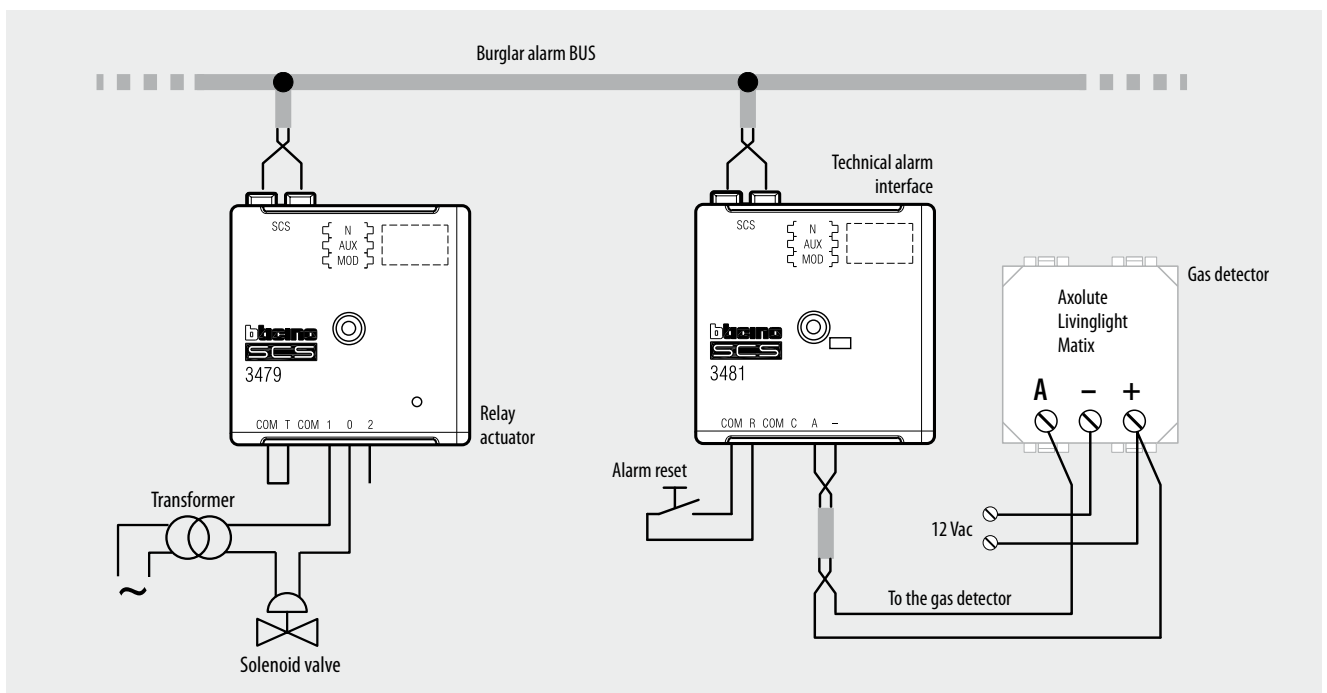 Burglar alarm BUS
SCS
N
AUX
MOD
bticino
SCS
3479
COM T COM 1 0 2
Relay
actuator
Transformer
~
Solenoid valve
Technical alarm
interface
SCS
N
AUX
MOD
bticino
SCS
3481
COM R COM C A –
Alarm reset
Gas detector
Axolute
Livinglight
Matix
A – +
12 Vac
To the gas detector